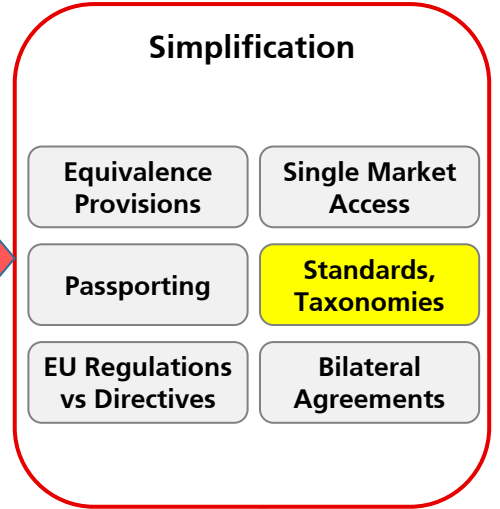 Simplification
Equivalence
Provisions
Single Market
Access
Passporting
Standards,
Taxonomies
EU Regulations
vs Directives
Bilateral
Agreements